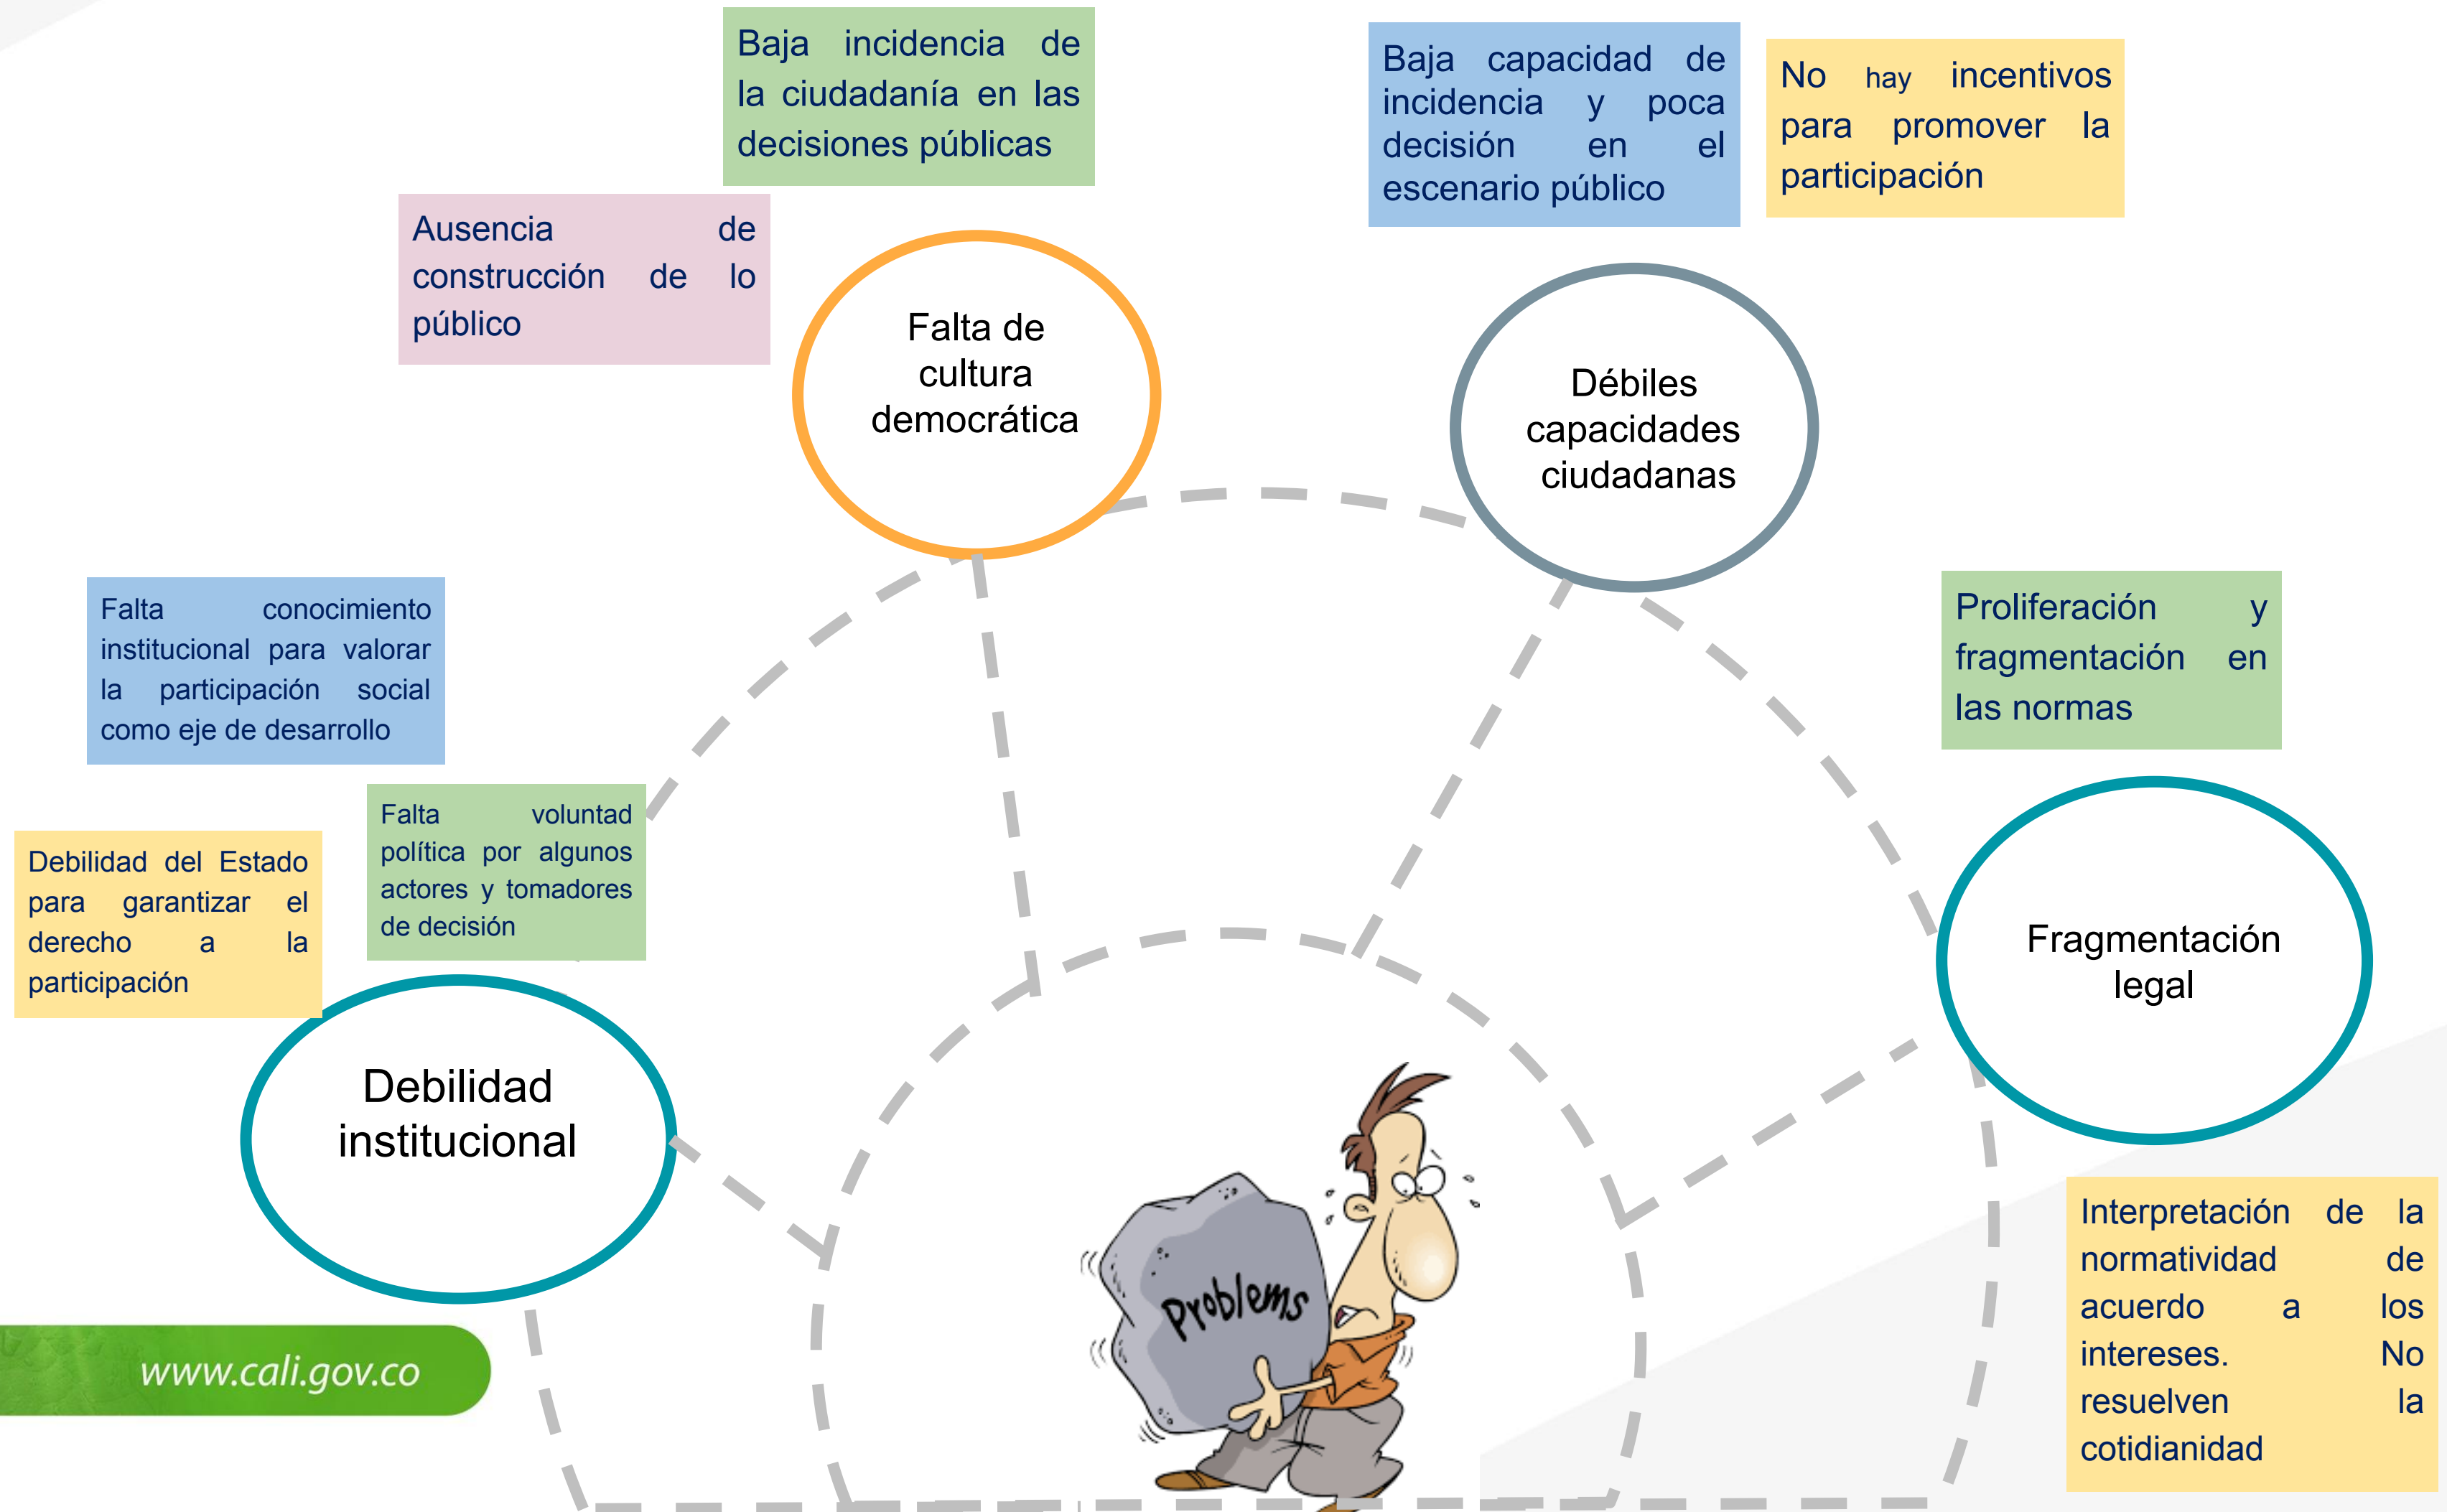 Baja incidencia de
la ciudadanía en las
decisiones públicas
Baja capacidad de
incidencia y poca
decisión en el
escenario público
No hay incentivos
para promover la
participación
Ausencia de
construcción de lo
público
Falta de
cultura
democrática
Débiles
capacidades
ciudadanas
Falta conocimiento
institucional para valorar
la participación social
como eje de desarrollo
Proliferación y
fragmentación en
las normas
Falta voluntad
política por algunos
actores y tomadores
de decisión
Debilidad del Estado
para garantizar el
derecho a la
participación
Fragmentación
legal
Debilidad
institucional
Problems
Interpretación de la
normatividad de
acuerdo a los
intereses. No
resuelven la
cotidianidad
www.cali.gov.co